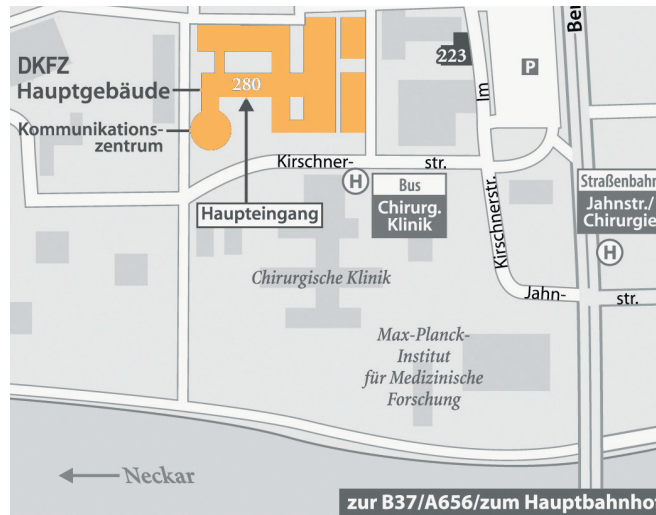 DKFZ
Hauptgebäude
280
223
P
Im
Ber
Kommunikations-
zentrum
Kirschner-
str.
H
Bus
Chirurg.
Klinik
Haupteingang
Kirschnerstr.
Straßenbahn
Jahnstr./
Chirurgie
H
Chirurgische Klinik
Jahn-
str.
Max-Planck-
Institut
für Medizinische
Forschung
Neckar
zur B37/A656/zum Hauptbahnhof